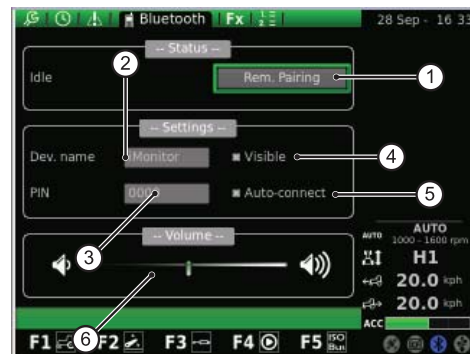 Bluetooth Fx 28 Sep - 16 33
-- Status --
Idle Rem. Pairing 1
2
-- Settings --
Dev. name Monitor Visible 4
PIN 000 Auto-connect 5
3
-- Volume --
6
AUTO AUTO
1000 - 1600 rpm
H1
20.0 kph
20.0 kph
ACC
F1 F2 F3 F4 F5 ISO BUS